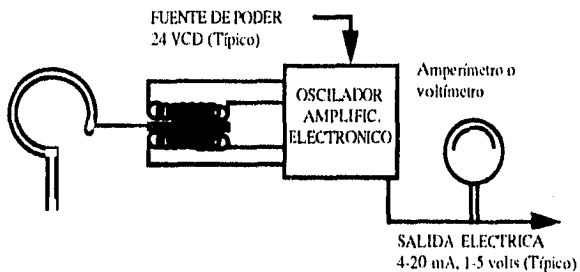 FUENTE DE PODER
24 VCD (Típico)
OSCILADOR
AMPLIFIC.
ELECTRONICO
Amperímetro o
voltímetro
SALIDA ELECTRICA
4-20 mA, 1-5 volts (Típico)